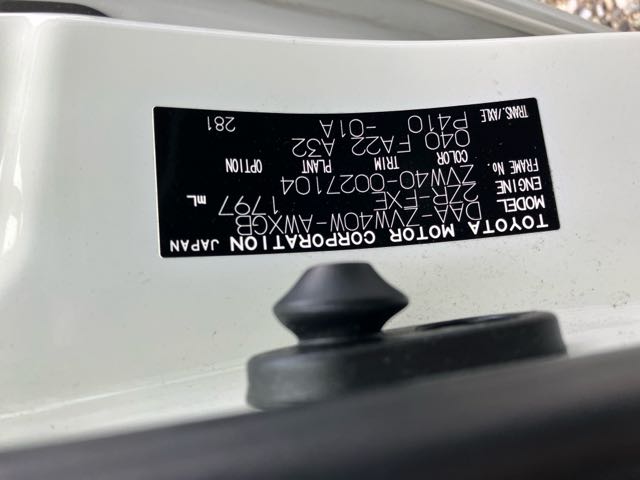 TOYOTA MOTOR CORPORATION JAPAN
MODEL DAA-ZVW40W-AWXGB
ENGINE 2ZR-FXE 1797 mL
FRAME No. ZVW40-0027104
COLOR TRIM PLANT OPTION
040 FA22 A32
TRANS./AXLE P410 -01A
281